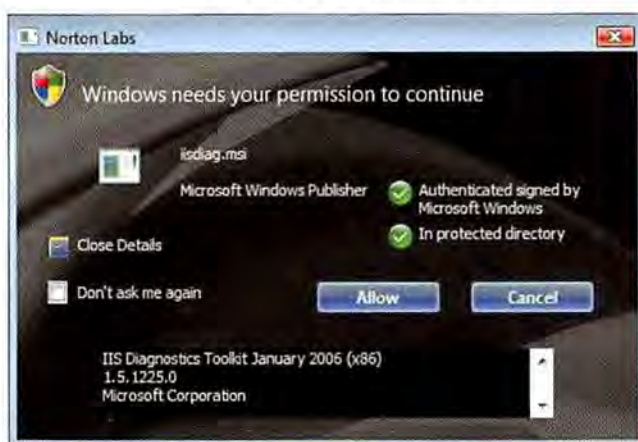 Norton Labs
Windows needs your permission to continue
iisdiag.msi
Microsoft Windows Publisher
Authenticated signed by
Microsoft Windows
In protected directory
Close Details
Don't ask me again
Allow
Cancel
IIS Diagnostics Toolkit January 2006 (x86)
1.5.1225.0
Microsoft Corporation